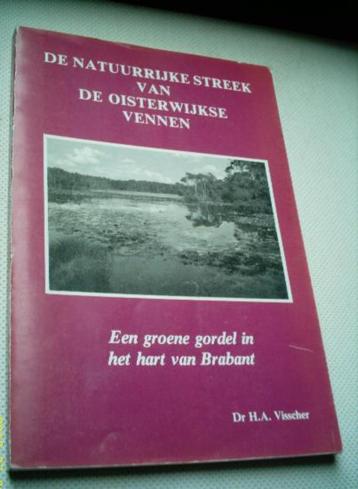 DE NATUURRIJKE STREEK
VAN
DE OISTERWIJKSE
VENNEN
Een groene gordel in
het hart van Brabant
Dr H.A. Visscher